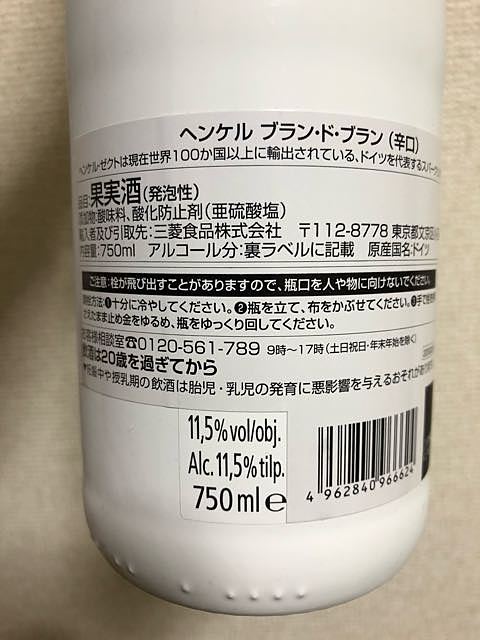 ヘンケル ブラン・ド・ブラン (辛口)
ヘンケル・ゼクトは現在世界100か国以上に輸出されている、ドイツを代表するスパーク
品目:果実酒(発泡性)
添加物:酸味料、酸化防止剤(亜硫酸塩)
輸入者及び引取先:三菱食品株式会社 〒112-8778 東京都文京区
内容量:750ml アルコール分:裏ラベルに記載 原産国名:ドイツ
ご注意:栓が飛び出すことがありますので、瓶口を人や物に向けないでください。
開栓方法:❶十分に冷やしてください。❷瓶を立て、布をかぶせてください。❸手で栓を
さえたまま止め金をゆるめ、瓶をゆっくり回してください。
お客様相談室 0120-561-789 9時〜17時(土日祝日・年末年始を除く)
飲酒は20歳を過ぎてから
妊娠中や授乳期の飲酒は胎児・乳児の発育に悪影響を与えるおそれがあり
11,5% vol/obj.
Alc. 11,5% tilp.
750 ml ℮
4 962840 966624